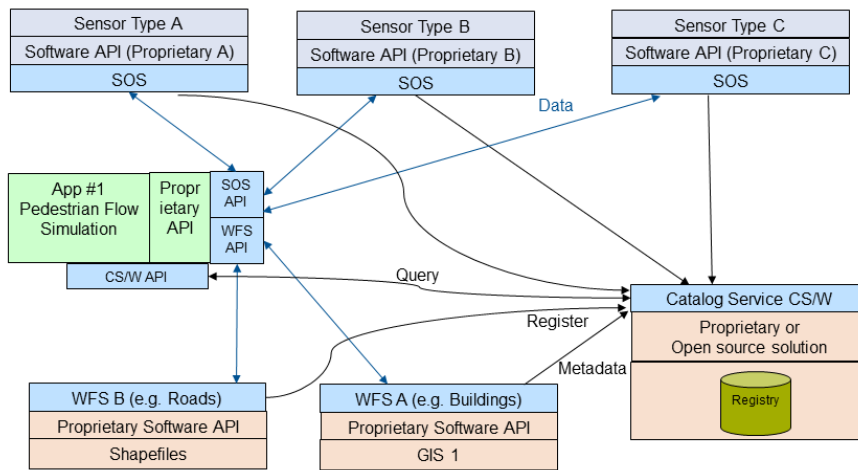 Sensor Type A
Software API (Proprietary A)
SOS
Sensor Type B
Software API (Proprietary B)
SOS
Sensor Type C
Software API (Proprietary C)
SOS
Data
App #1
Pedestrian Flow
Simulation
Propr
ietary
API
SOS
API
WFS
API
CS/W API
Query
Register
Metadata
Catalog Service CS/W
Proprietary or
Open source solution
Registry
WFS B (e.g. Roads)
Proprietary Software API
Shapefiles
WFS A (e.g. Buildings)
Proprietary Software API
GIS 1